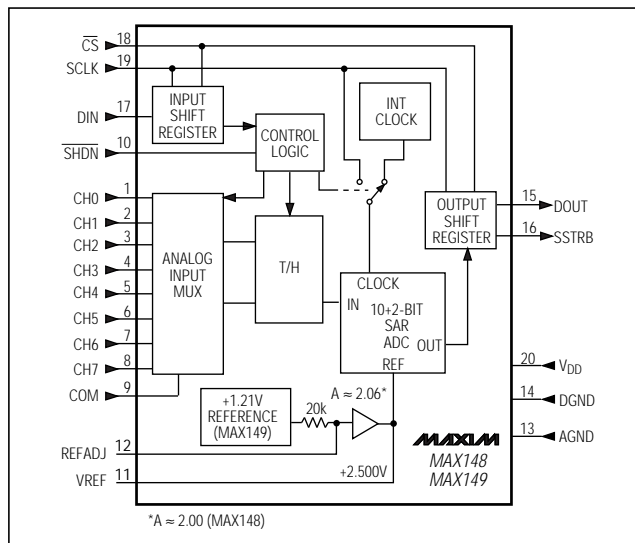 CS 18
SCLK 19
DIN 17
SHDN 10
INPUT
SHIFT
REGISTER
CONTROL
LOGIC
INT
CLOCK
CH0 1
CH1 2
CH2 3
CH3 4
CH4 5
CH5 6
CH6 7
CH7 8
COM 9
ANALOG
INPUT
MUX
T/H
CLOCK
IN
10+2-BIT
SAR
ADC
OUT
REF
OUTPUT
SHIFT
REGISTER
15 DOUT
16 SSTRB
20 VDD
14 DGND
13 AGND
+1.21V
REFERENCE
(MAX149)
20k
A ≈ 2.06*
REFADJ 12
VREF 11
+2.500V
MAXIM
MAX148
MAX149
*A ≈ 2.00 (MAX148)